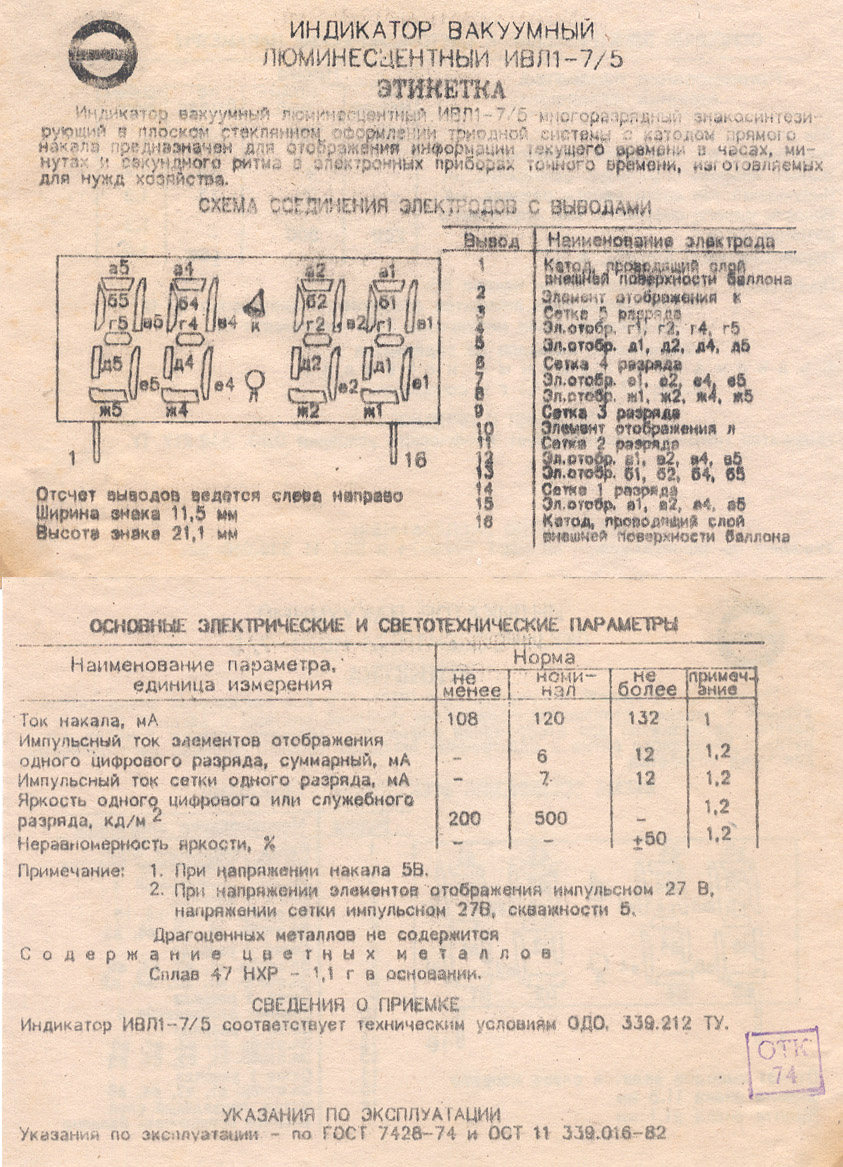 ИНДИКАТОР ВАКУУМНЫЙ
ЛЮМИНЕСЦЕНТНЫЙ ИВЛ1-7/5
ЭТИКЕТКА
Индикатор вакуумный люминесцентный ИВЛ1-7/5 многоразрядный знакосинтези-
рующий в плоском стеклянном оформлении триодной системы с катодом прямого
накала предназначен для отображения информации текущего времени в часах, ми-
нутах и секундного ритма в электронных приборах точного времени, изготовляемых
для нужд хозяйства.
СХЕМА СОЕДИНЕНИЯ ЭЛЕКТРОДОВ С ВЫВОДАМИ
а5 а4 а2 а1
б5 б4 б2 б1
г5 в5 г4 в4 к г2 в2 г1 в1
д5 д4 д2 д1
е5 е4 л е2 е1
ж5 ж4 ж2 ж1
1 16
Отсчет выводов ведется слева направо
Ширина знака 11,5 мм
Высота знака 21,1 мм
Вывод Наименование электрода
1 Катод, проводящий слой
внешней поверхности баллона
2 Элемент отображения к
3 Сетка 5 разряда
4 Эл.отобр. г1, г2, г4, г5
5 Эл.отобр. д1, д2, д4, д5
6 Сетка 4 разряда
7 Эл.отобр. е1, е2, е4, е5
8 Эл.отобр. ж1, ж2, ж4, ж5
9 Сетка 3 разряда
10 Элемент отображения л
11 Сетка 2 разряда
12 Эл.отобр. в1, в2, в4, в5
13 Эл.отобр. б1, б2, б4, б5
14 Сетка 1 разряда
15 Эл.отобр. а1, а2, а4, а5
16 Катод, проводящий слой
внешней поверхности баллона
ОСНОВНЫЕ ЭЛЕКТРИЧЕСКИЕ И СВЕТОТЕХНИЧЕСКИЕ ПАРАМЕТРЫ
Наименование параметра,
единица измерения
Норма
не менее номи-нал не более примеч-ание
Ток накала, мА 108 120 132 1
Импульсный ток элементов отображения
одного цифрового разряда, суммарный, мА – 6 12 1,2
Импульсный ток сетки одного разряда, мА – 7 12 1,2
Яркость одного цифрового или служебного
разряда, кд/м2 200 500 – 1,2
Неравномерность яркости, % – – ±50 1,2
Примечание: 1. При напряжении накала 5В.
2. При напряжении элементов отображения импульсном 27 В,
напряжении сетки импульсном 27В, скважности 5.
Драгоценных металлов не содержится
Содержание цветных металлов
Сплав 47 НХР – 1,1 г в основании.
СВЕДЕНИЯ О ПРИЕМКЕ
Индикатор ИВЛ1-7/5 соответствует техническим условиям ОДО. 339.212 ТУ.
ОТК
74
УКАЗАНИЯ ПО ЭКСПЛУАТАЦИИ
Указания по эксплуатации – по ГОСТ 7428-74 и ОСТ 11 339.016-82